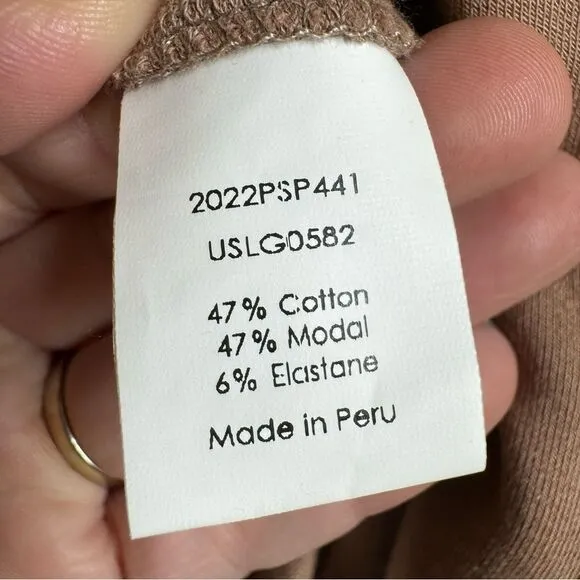 2022PSP441
USLG0582
47% Cotton
47% Modal
6% Elastane
Made in Peru